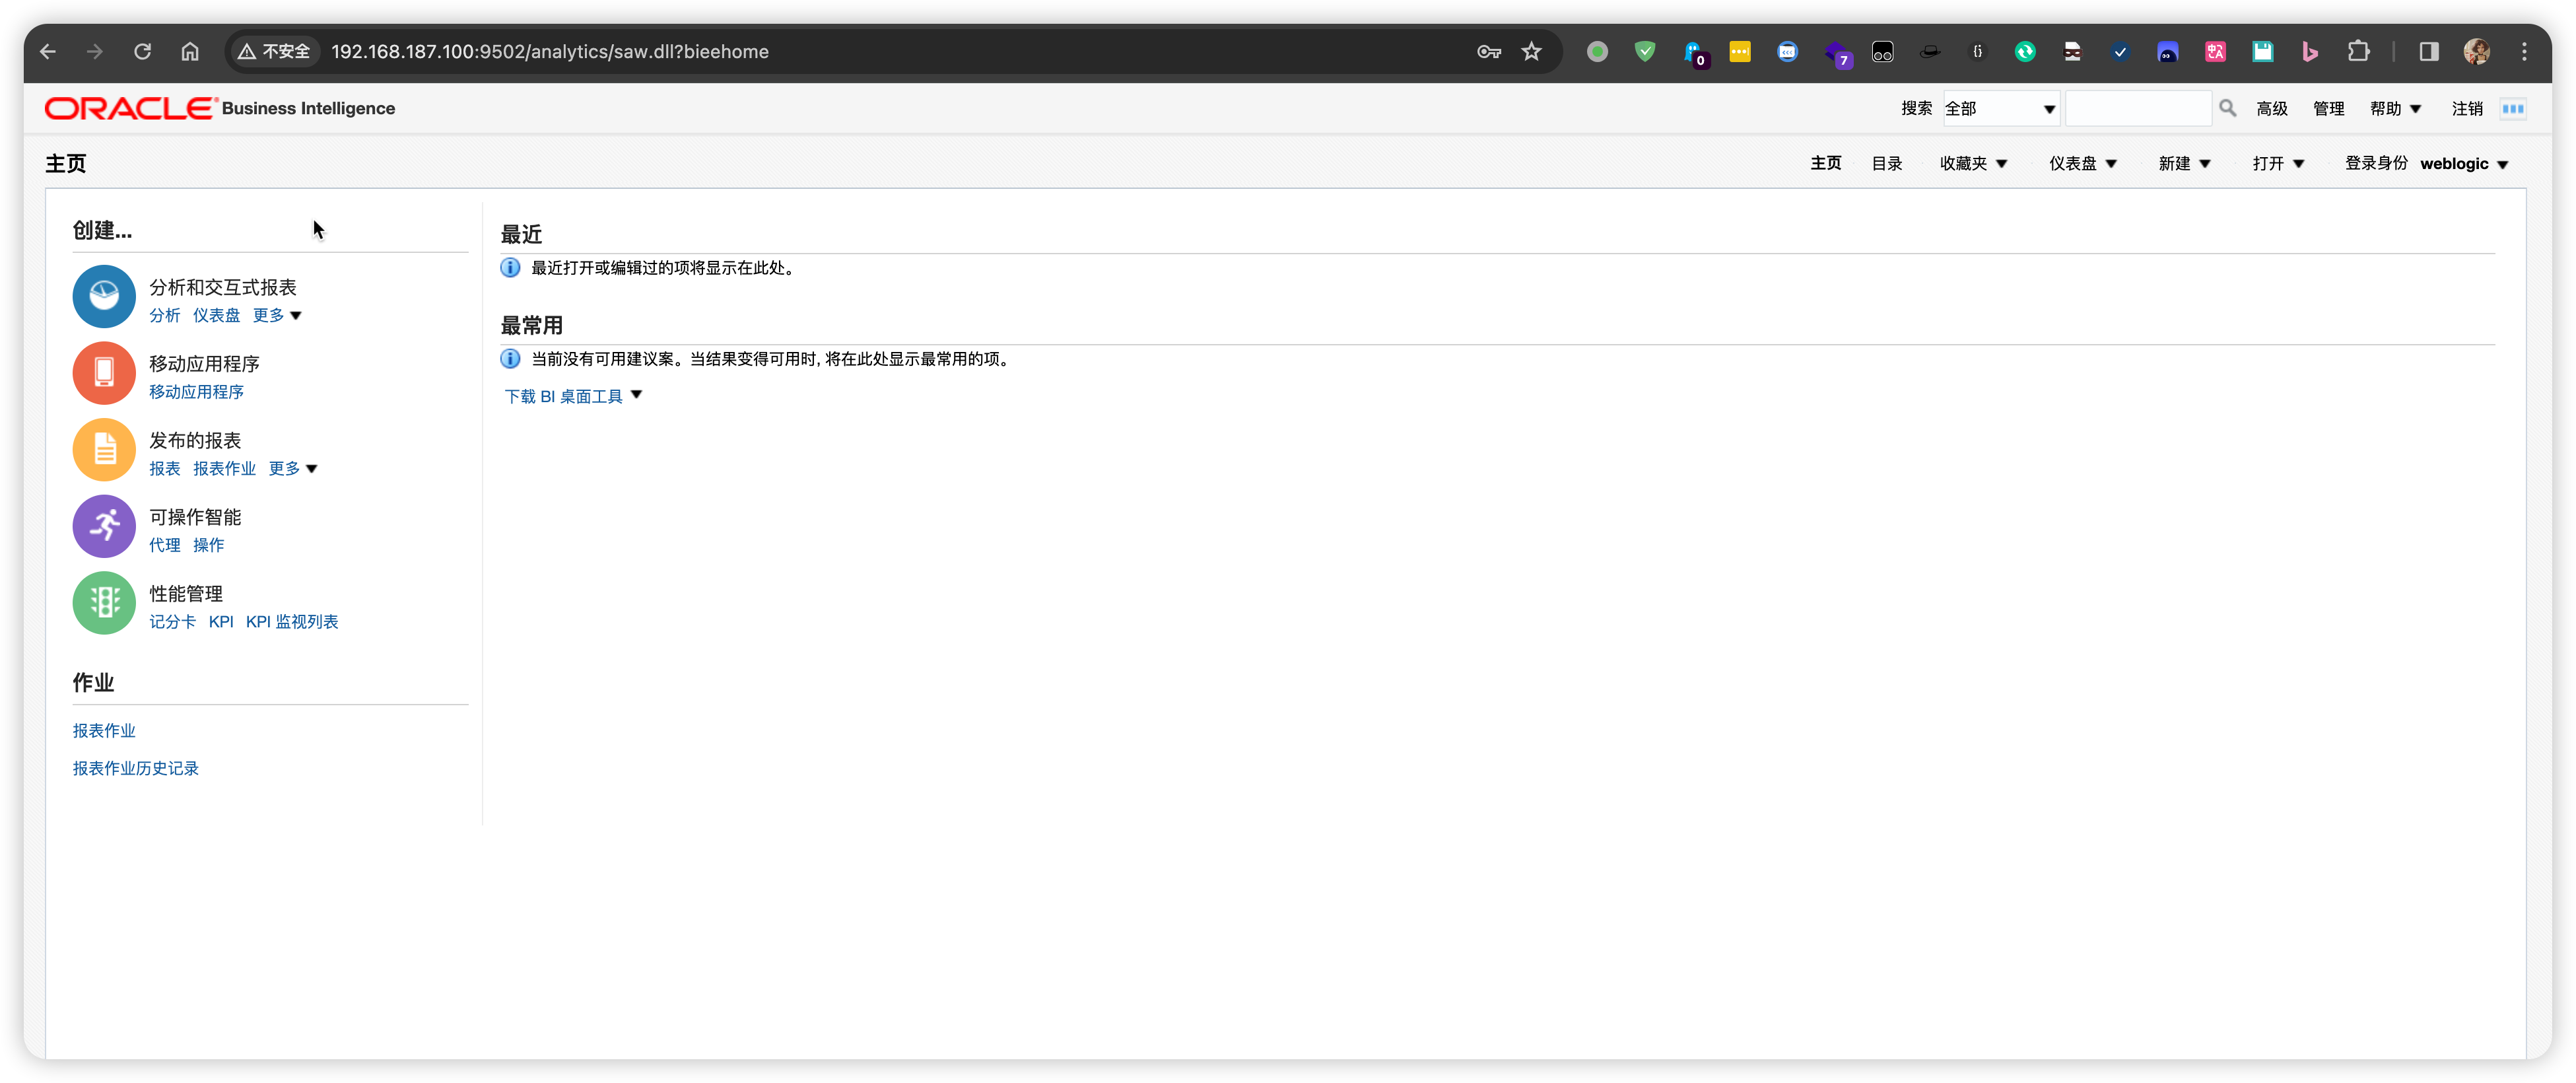 不安全 192.168.187.100:9502/analytics/saw.dll?bieehome 0 7
ORACLE® Business Intelligence 搜索 全部 高级 管理 帮助 注销
主页 主页 目录 收藏夹 仪表盘 新建 打开 登录身份 weblogic
创建...
分析和交互式报表
分析 仪表盘 更多
移动应用程序
移动应用程序
发布的报表
报表 报表作业 更多
可操作智能
代理 操作
性能管理
记分卡 KPI KPI 监视列表
作业
报表作业
报表作业历史记录
最近
最近打开或编辑过的项将显示在此处。
最常用
当前没有可用建议案。当结果变得可用时, 将在此处显示最常用的项。
下载 BI 桌面工具